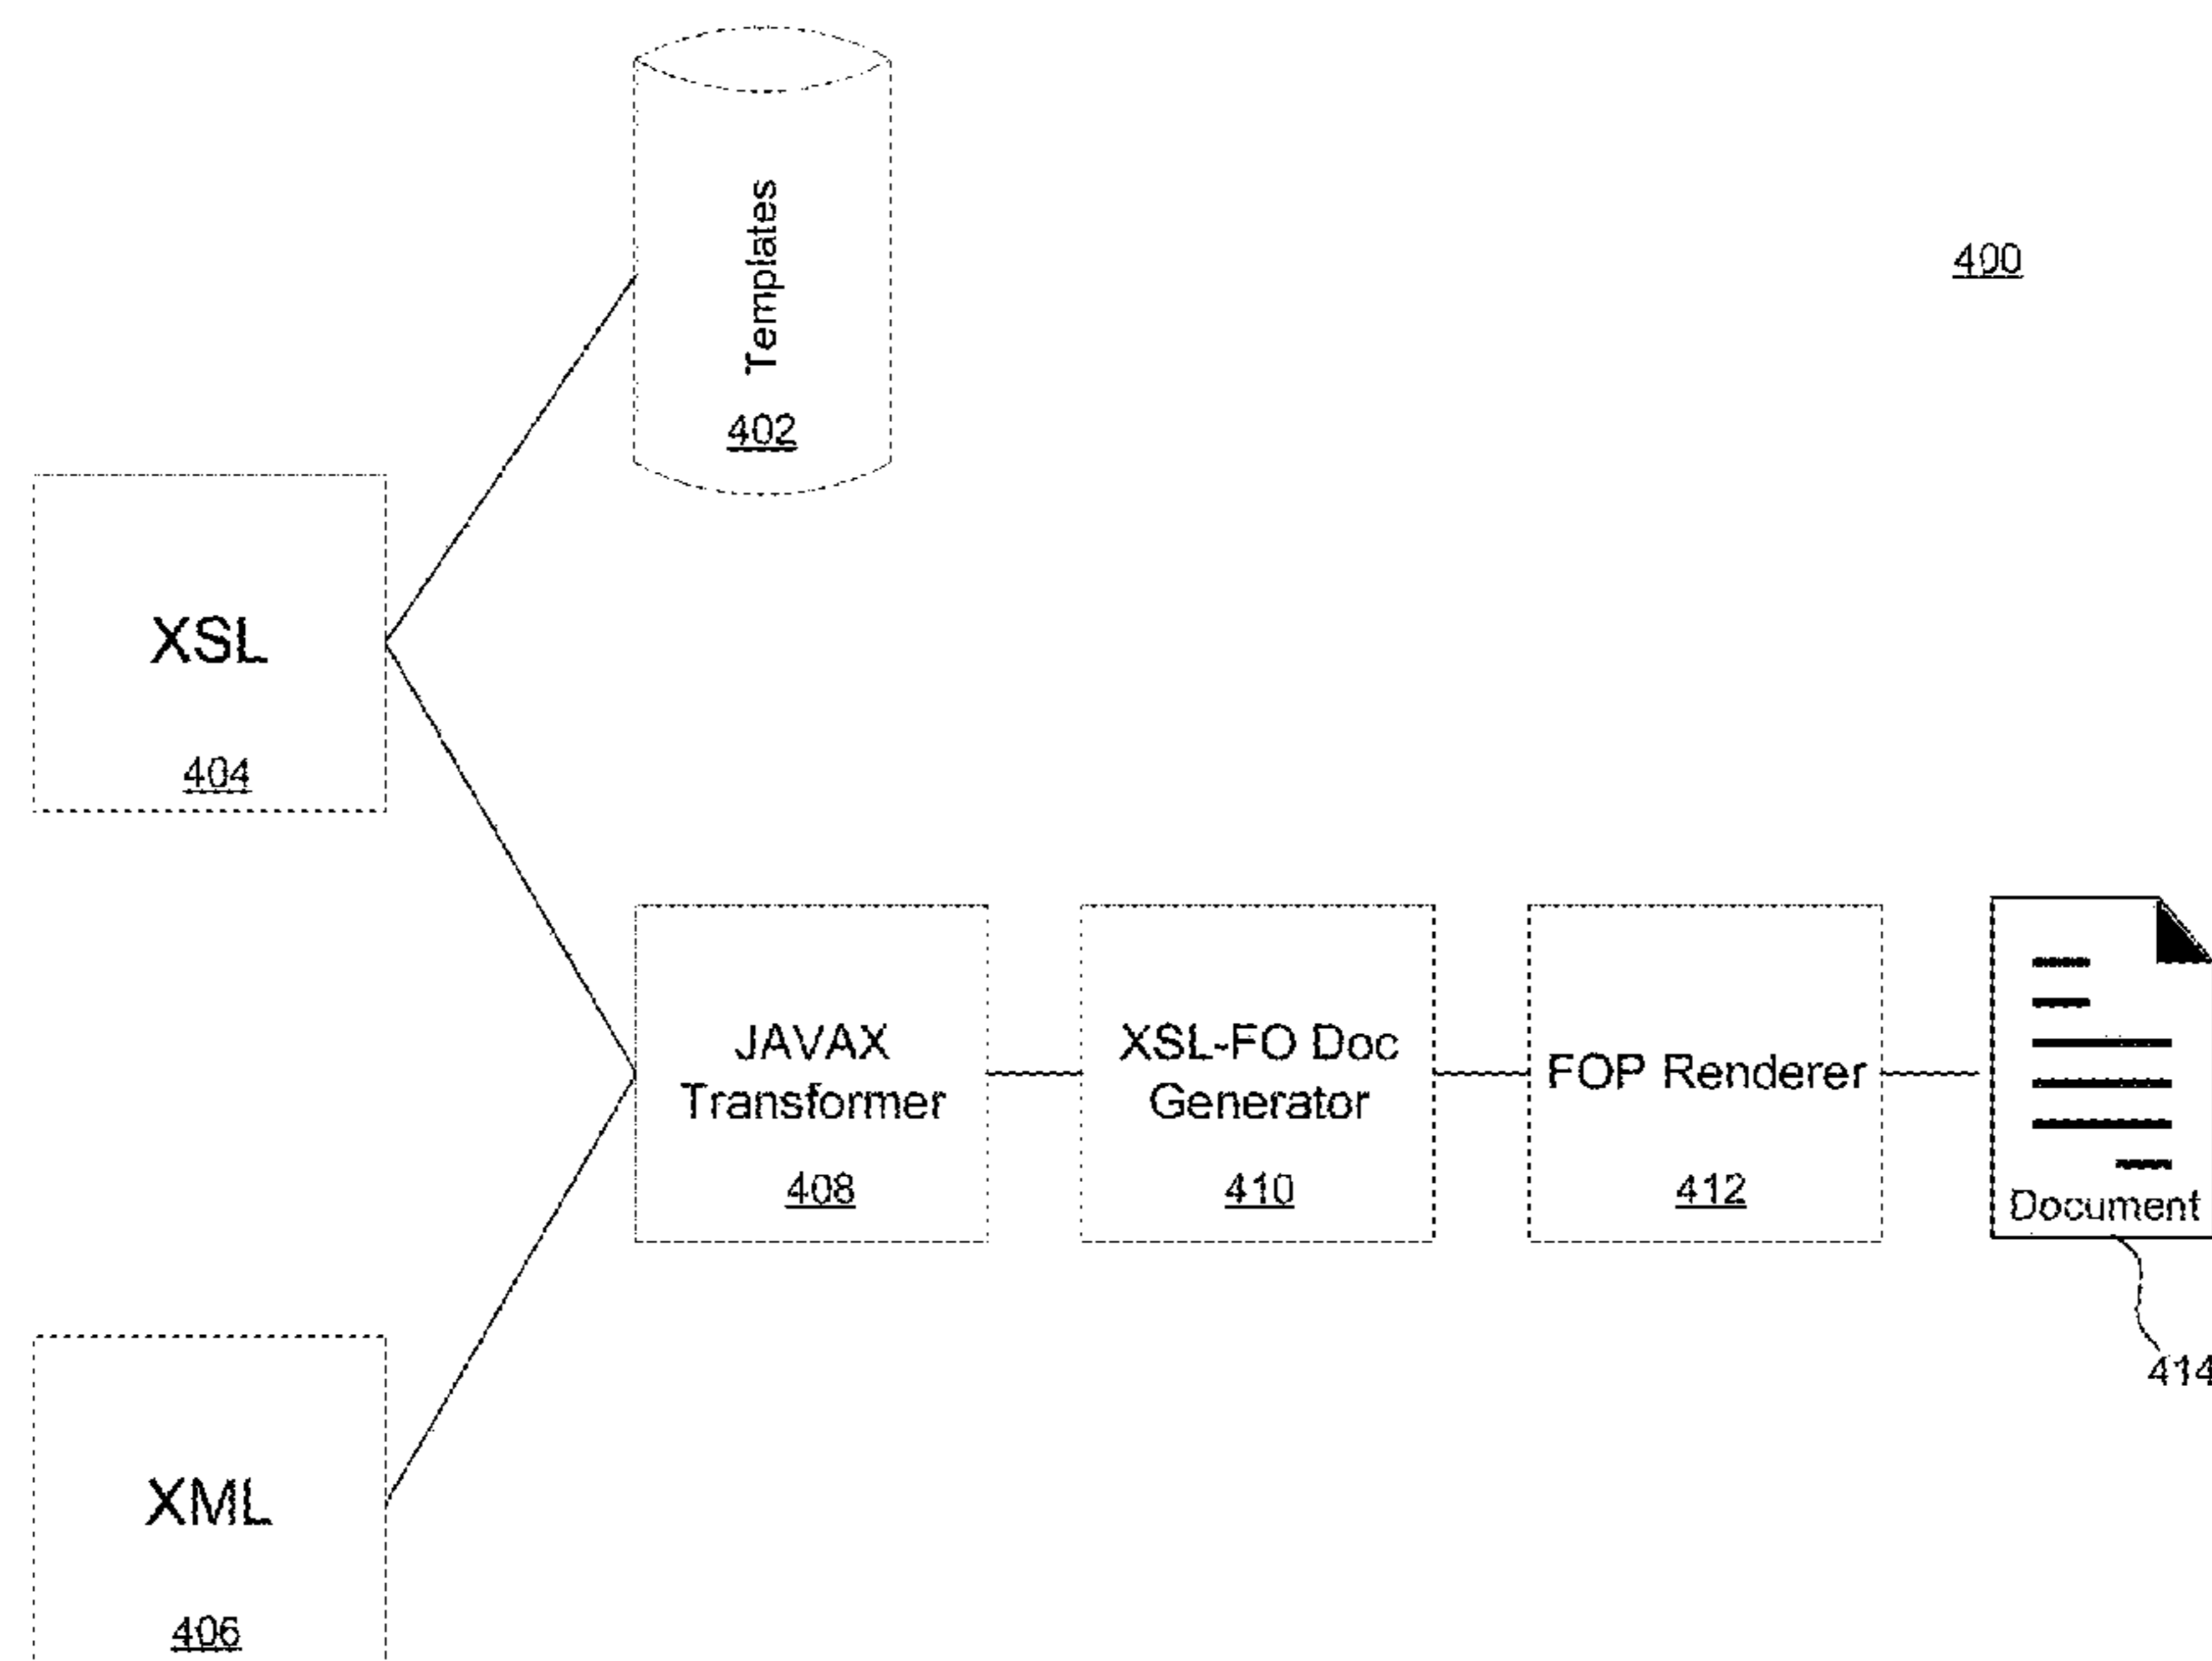 Templates
402
400
XSL
404
JAVAX
Transformer
408
XSL-FO Doc
Generator
410
FOP Renderer
412
Document
414
XML
406